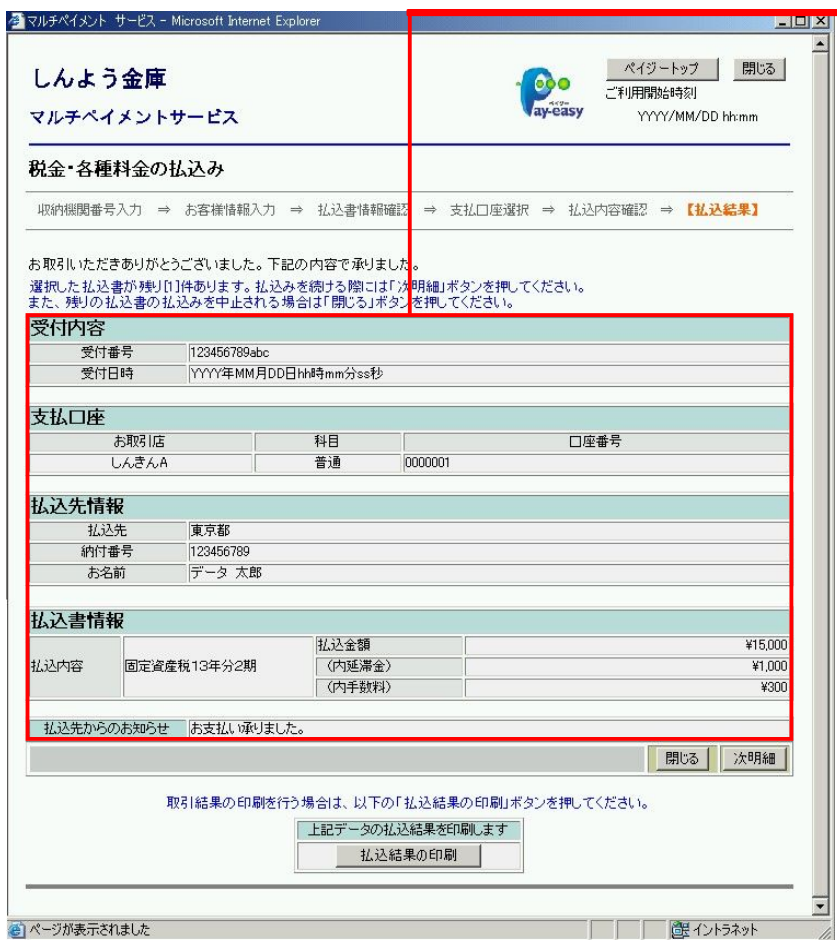 マルチペイメント サービス - Microsoft Internet Explorer
しんよう金庫
マルチペイメントサービス
ペイジー
Pay-easy
ペイジートップ 閉じる
ご利用開始時刻
YYYY/MM/DD hh:mm
税金・各種料金の払込み
収納機関番号入力 ⇒ お客様情報入力 ⇒ 払込書情報確認 ⇒ 支払口座選択 ⇒ 払込内容確認 ⇒ 【払込結果】
お取引いただきありがとうございました。下記の内容で承りました。
選択した払込書が残り[1]件あります。払込みを続ける際には「次明細」ボタンを押してください。
また、残りの払込書の払込みを中止される場合は「閉じる」ボタンを押してください。
受付内容
受付番号 123456789abc
受付日時 YYYY年MM月DD日hh時mm分ss秒
支払口座
お取引店 科目 口座番号
しんきんA 普通 0000001
払込先情報
払込先 東京都
納付番号 123456789
お名前 データ 太郎
払込書情報
払込内容 固定資産税13年分2期 払込金額 ¥15,000
（内延滞金） ¥1,000
（内手数料） ¥300
払込先からのお知らせ お支払い承りました。
閉じる 次明細
取引結果の印刷を行う場合は、以下の「払込結果の印刷」ボタンを押してください。
上記データの払込結果を印刷します
払込結果の印刷
ページが表示されました イントラネット